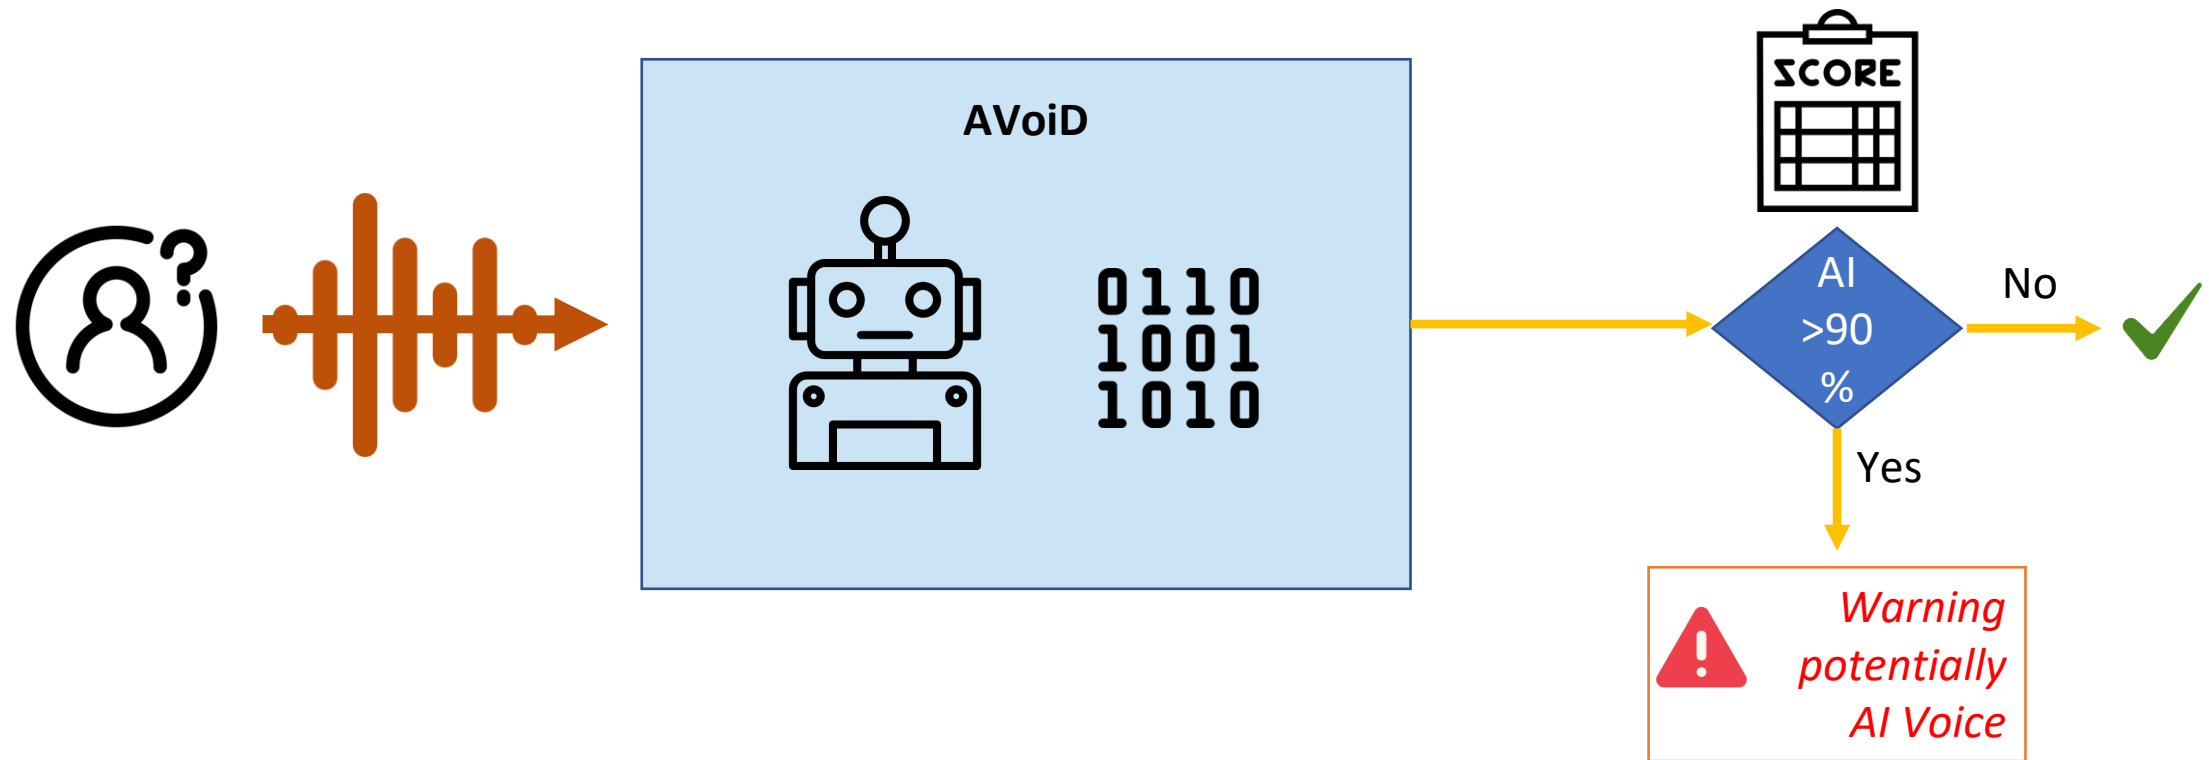 AVoiD
0110
1001
1010
SCORE
AI
>90
%
No
Yes
Warning
potentially
AI Voice